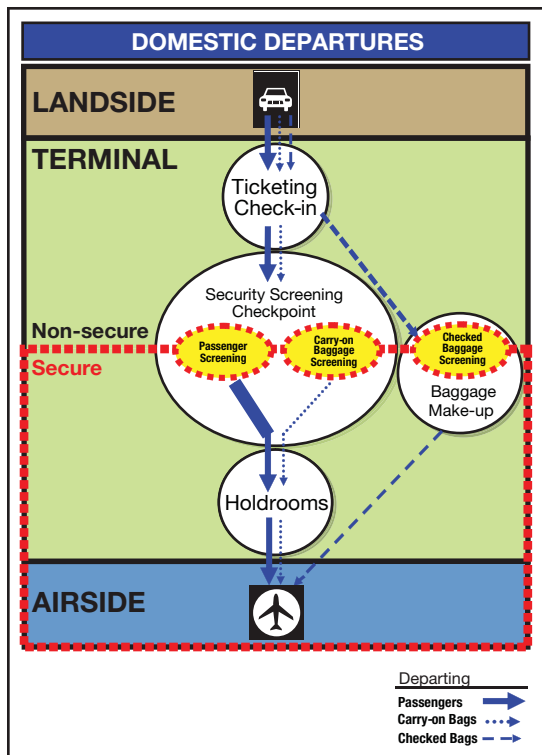 DOMESTIC DEPARTURES
LANDSIDE
TERMINAL
Ticketing
Check-in
Security Screening
Checkpoint
Non-secure
Secure
Passenger
Screening
Carry-on
Baggage
Screening
Checked
Baggage
Screening
Baggage
Make-up
Holdrooms
AIRSIDE
Departing
Passengers
Carry-on Bags
Checked Bags